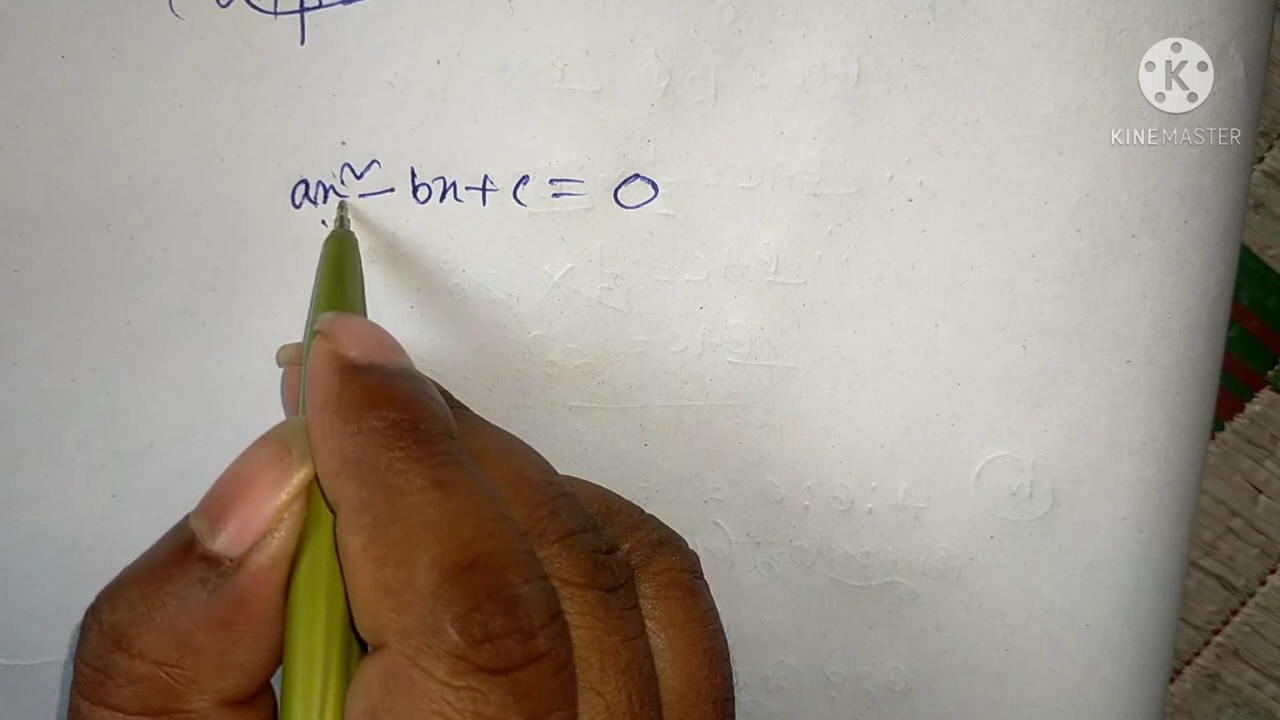 ax² - bx + c = 0
K
KINEMASTER